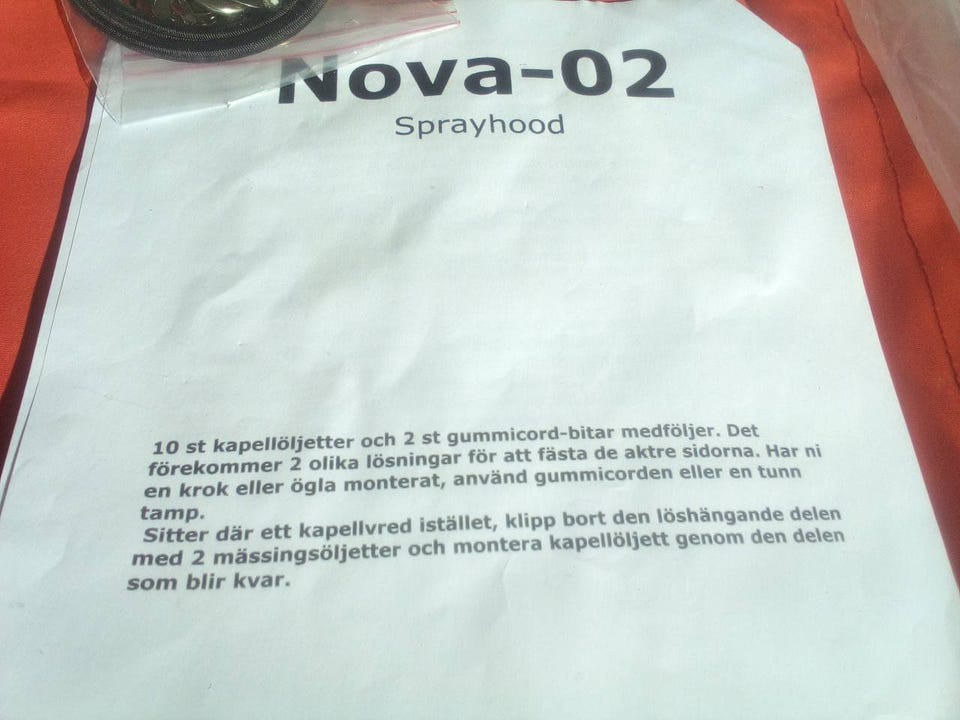 Nova-02
Sprayhood
10 st kapellöljetter och 2 st gummicord-bitar medföljer. Det
förekommer 2 olika lösningar för att fästa de aktre sidorna. Har ni
en krok eller ögla monterat, använd gummicorden eller en tunn
tamp.
Sitter där ett kapellvred istället, klipp bort den löshängande delen
med 2 mässingsöljetter och montera kapellöljett genom den delen
som blir kvar.